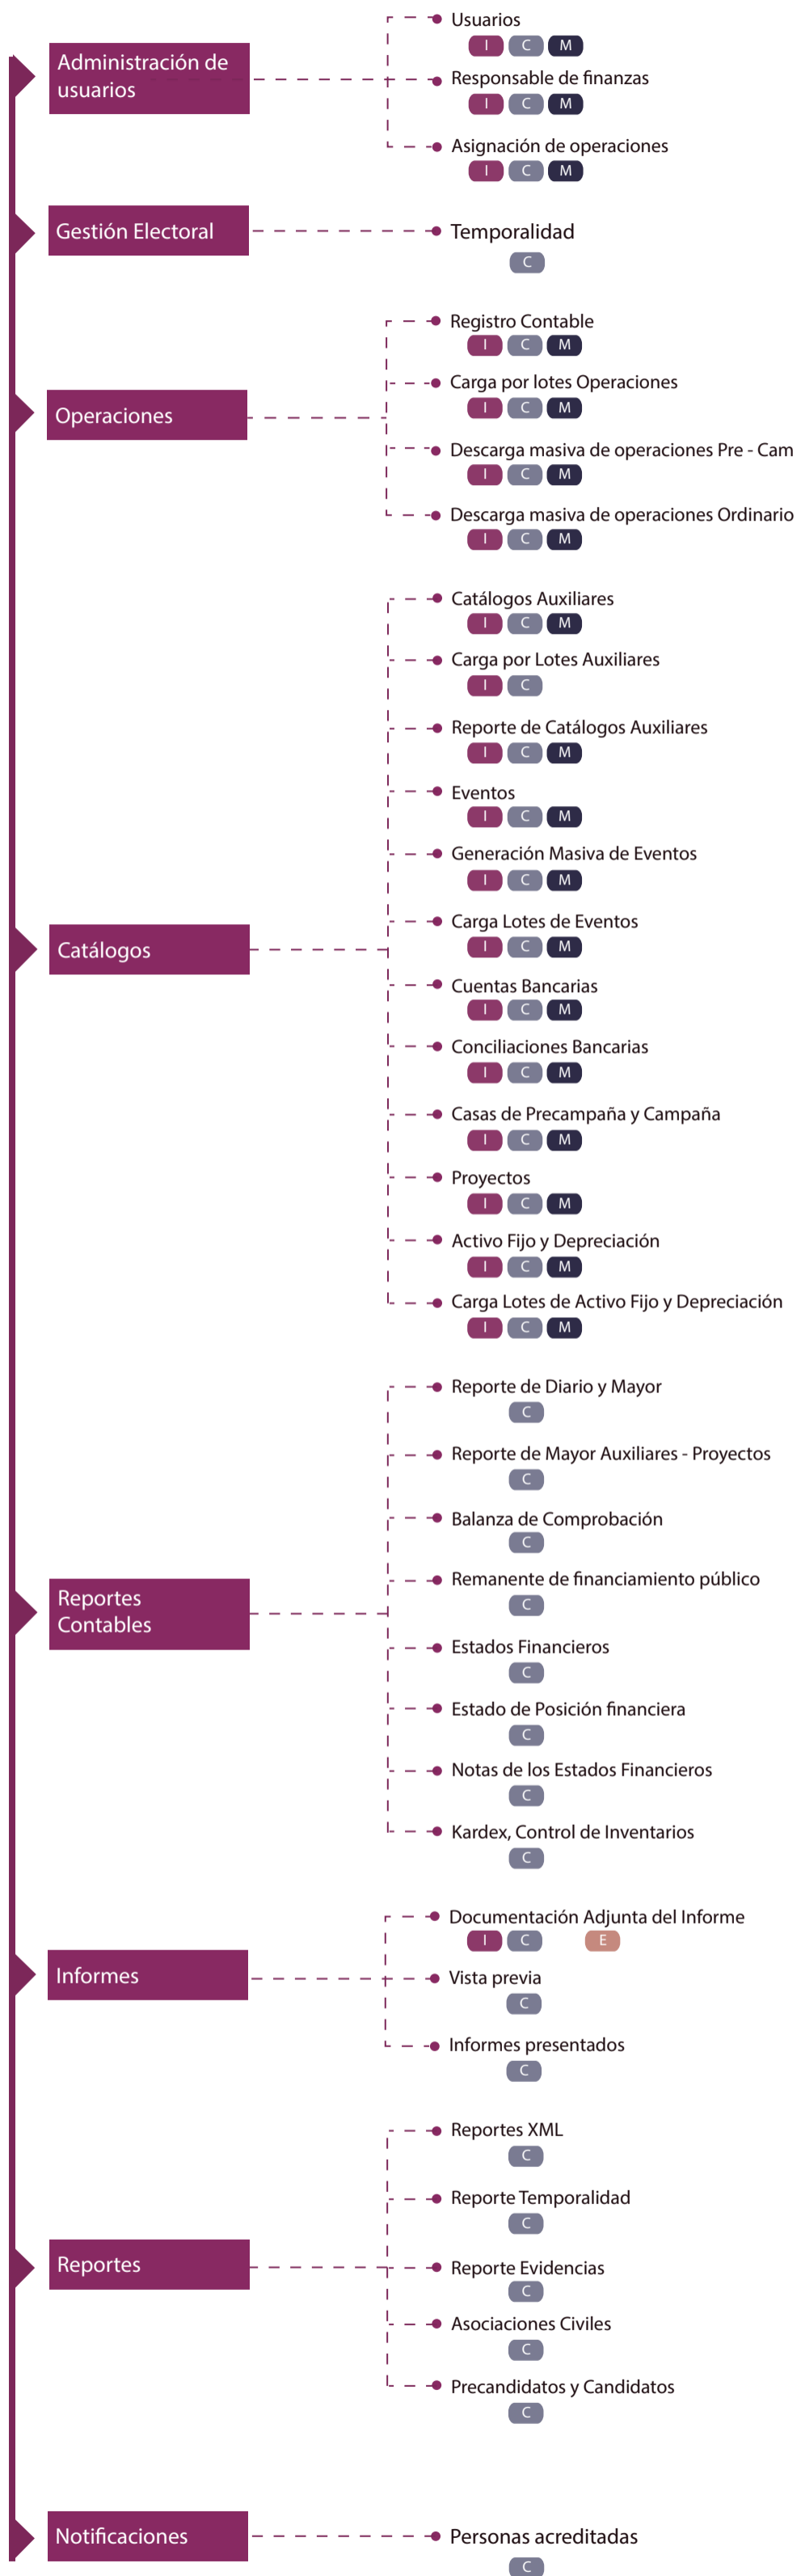 Administración de
usuarios
Usuarios
I C M
Responsable de finanzas
I C M
Asignación de operaciones
I C M
Gestión Electoral
Temporalidad
C
Operaciones
Registro Contable
I C M
Carga por lotes Operaciones
I C M
Descarga masiva de operaciones Pre - Cam
I C M
Descarga masiva de operaciones Ordinario
I C M
Catálogos
Catálogos Auxiliares
I C M
Carga por Lotes Auxiliares
I C
Reporte de Catálogos Auxiliares
I C M
Eventos
I C M
Generación Masiva de Eventos
I C M
Carga Lotes de Eventos
I C M
Cuentas Bancarias
I C M
Conciliaciones Bancarias
I C M
Casas de Precampaña y Campaña
I C M
Proyectos
I C M
Activo Fijo y Depreciación
I C M
Carga Lotes de Activo Fijo y Depreciación
I C M
Reportes
Contables
Reporte de Diario y Mayor
C
Reporte de Mayor Auxiliares - Proyectos
C
Balanza de Comprobación
C
Remanente de financiamiento público
C
Estados Financieros
C
Estado de Posición financiera
C
Notas de los Estados Financieros
C
Kardex, Control de Inventarios
C
Informes
Documentación Adjunta del Informe
I C E
Vista previa
C
Informes presentados
C
Reportes
Reportes XML
C
Reporte Temporalidad
C
Reporte Evidencias
C
Asociaciones Civiles
C
Precandidatos y Candidatos
C
Notificaciones
Personas acreditadas
C